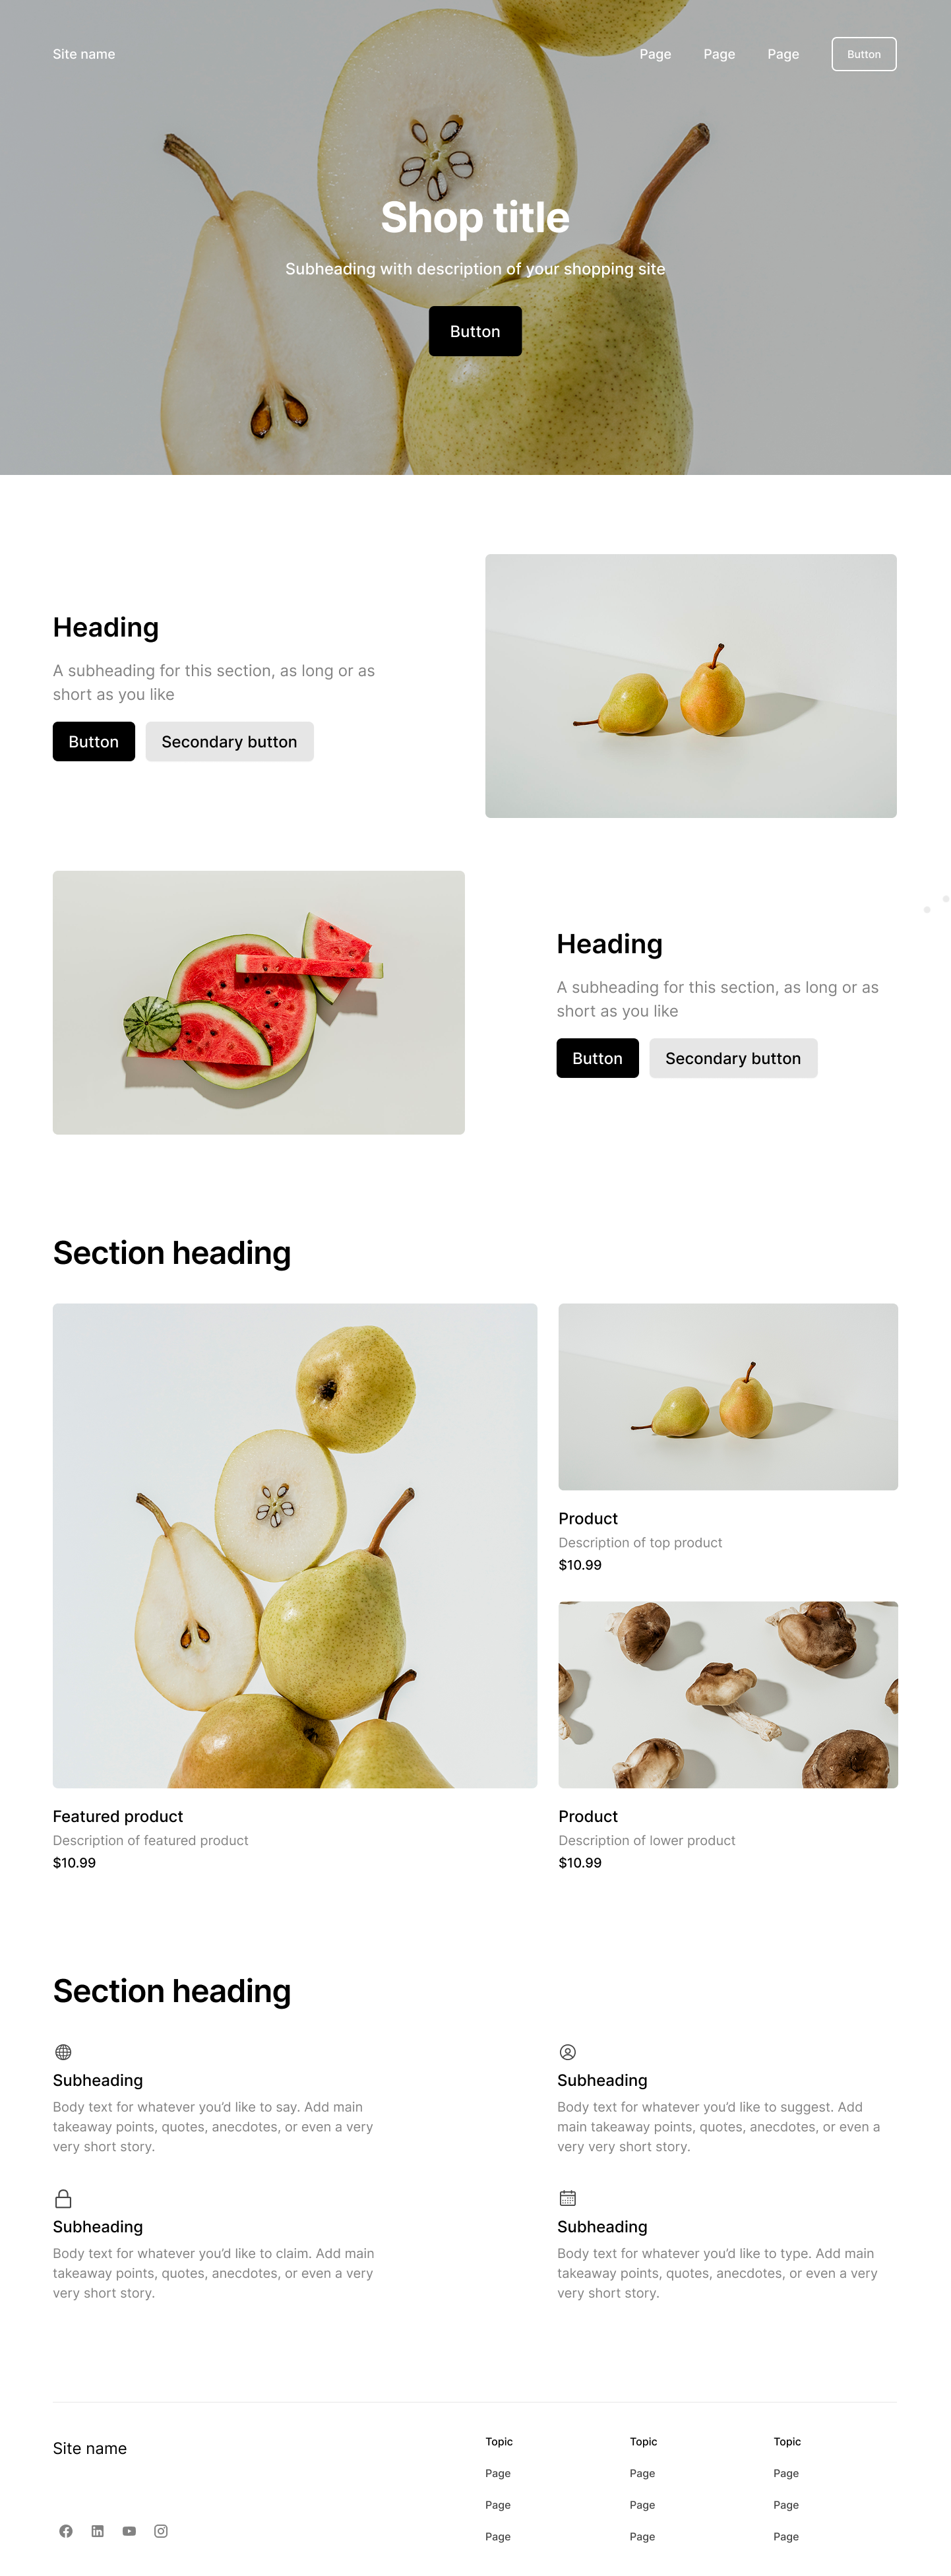 Site name
Page
Page
Page
Button
Shop title
Subheading with description of your shopping site
Button
Heading
A subheading for this section, as long or as
short as you like
Button
Secondary button
Heading
A subheading for this section, as long or as
short as you like
Button
Secondary button
Section heading
Product
Description of top product
$10.99
Featured product
Description of featured product
$10.99
Product
Description of lower product
$10.99
Section heading
Subheading
Body text for whatever you’d like to say. Add main
takeaway points, quotes, anecdotes, or even a very
very short story.
Subheading
Body text for whatever you’d like to suggest. Add
main takeaway points, quotes, anecdotes, or even a
very very short story.
Subheading
Body text for whatever you’d like to claim. Add main
takeaway points, quotes, anecdotes, or even a very
very short story.
Subheading
Body text for whatever you’d like to type. Add main
takeaway points, quotes, anecdotes, or even a very
very short story.
Site name
Topic
Page
Page
Page
Topic
Page
Page
Page
Topic
Page
Page
Page